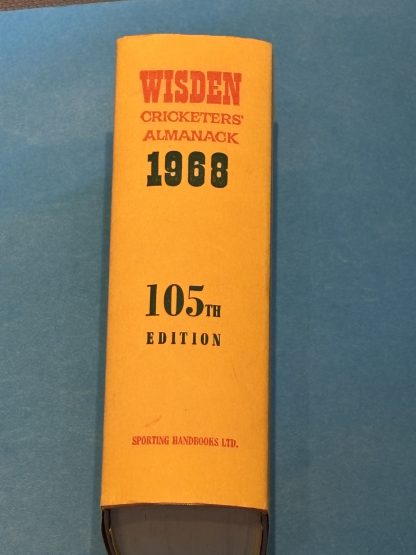 WISDEN
CRICKETERS'
ALMANACK
1968
105TH
EDITION
SPORTING HANDBOOKS LTD.